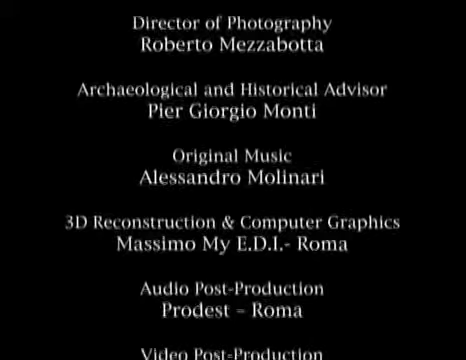 Director of Photography
Roberto Mezzabotta
Archaeological and Historical Advisor
Pier Giorgio Monti
Original Music
Alessandro Molinari
3D Reconstruction & Computer Graphics
Massimo My E.D.I.- Roma
Audio Post-Production
Prodest - Roma
Video Post-Production